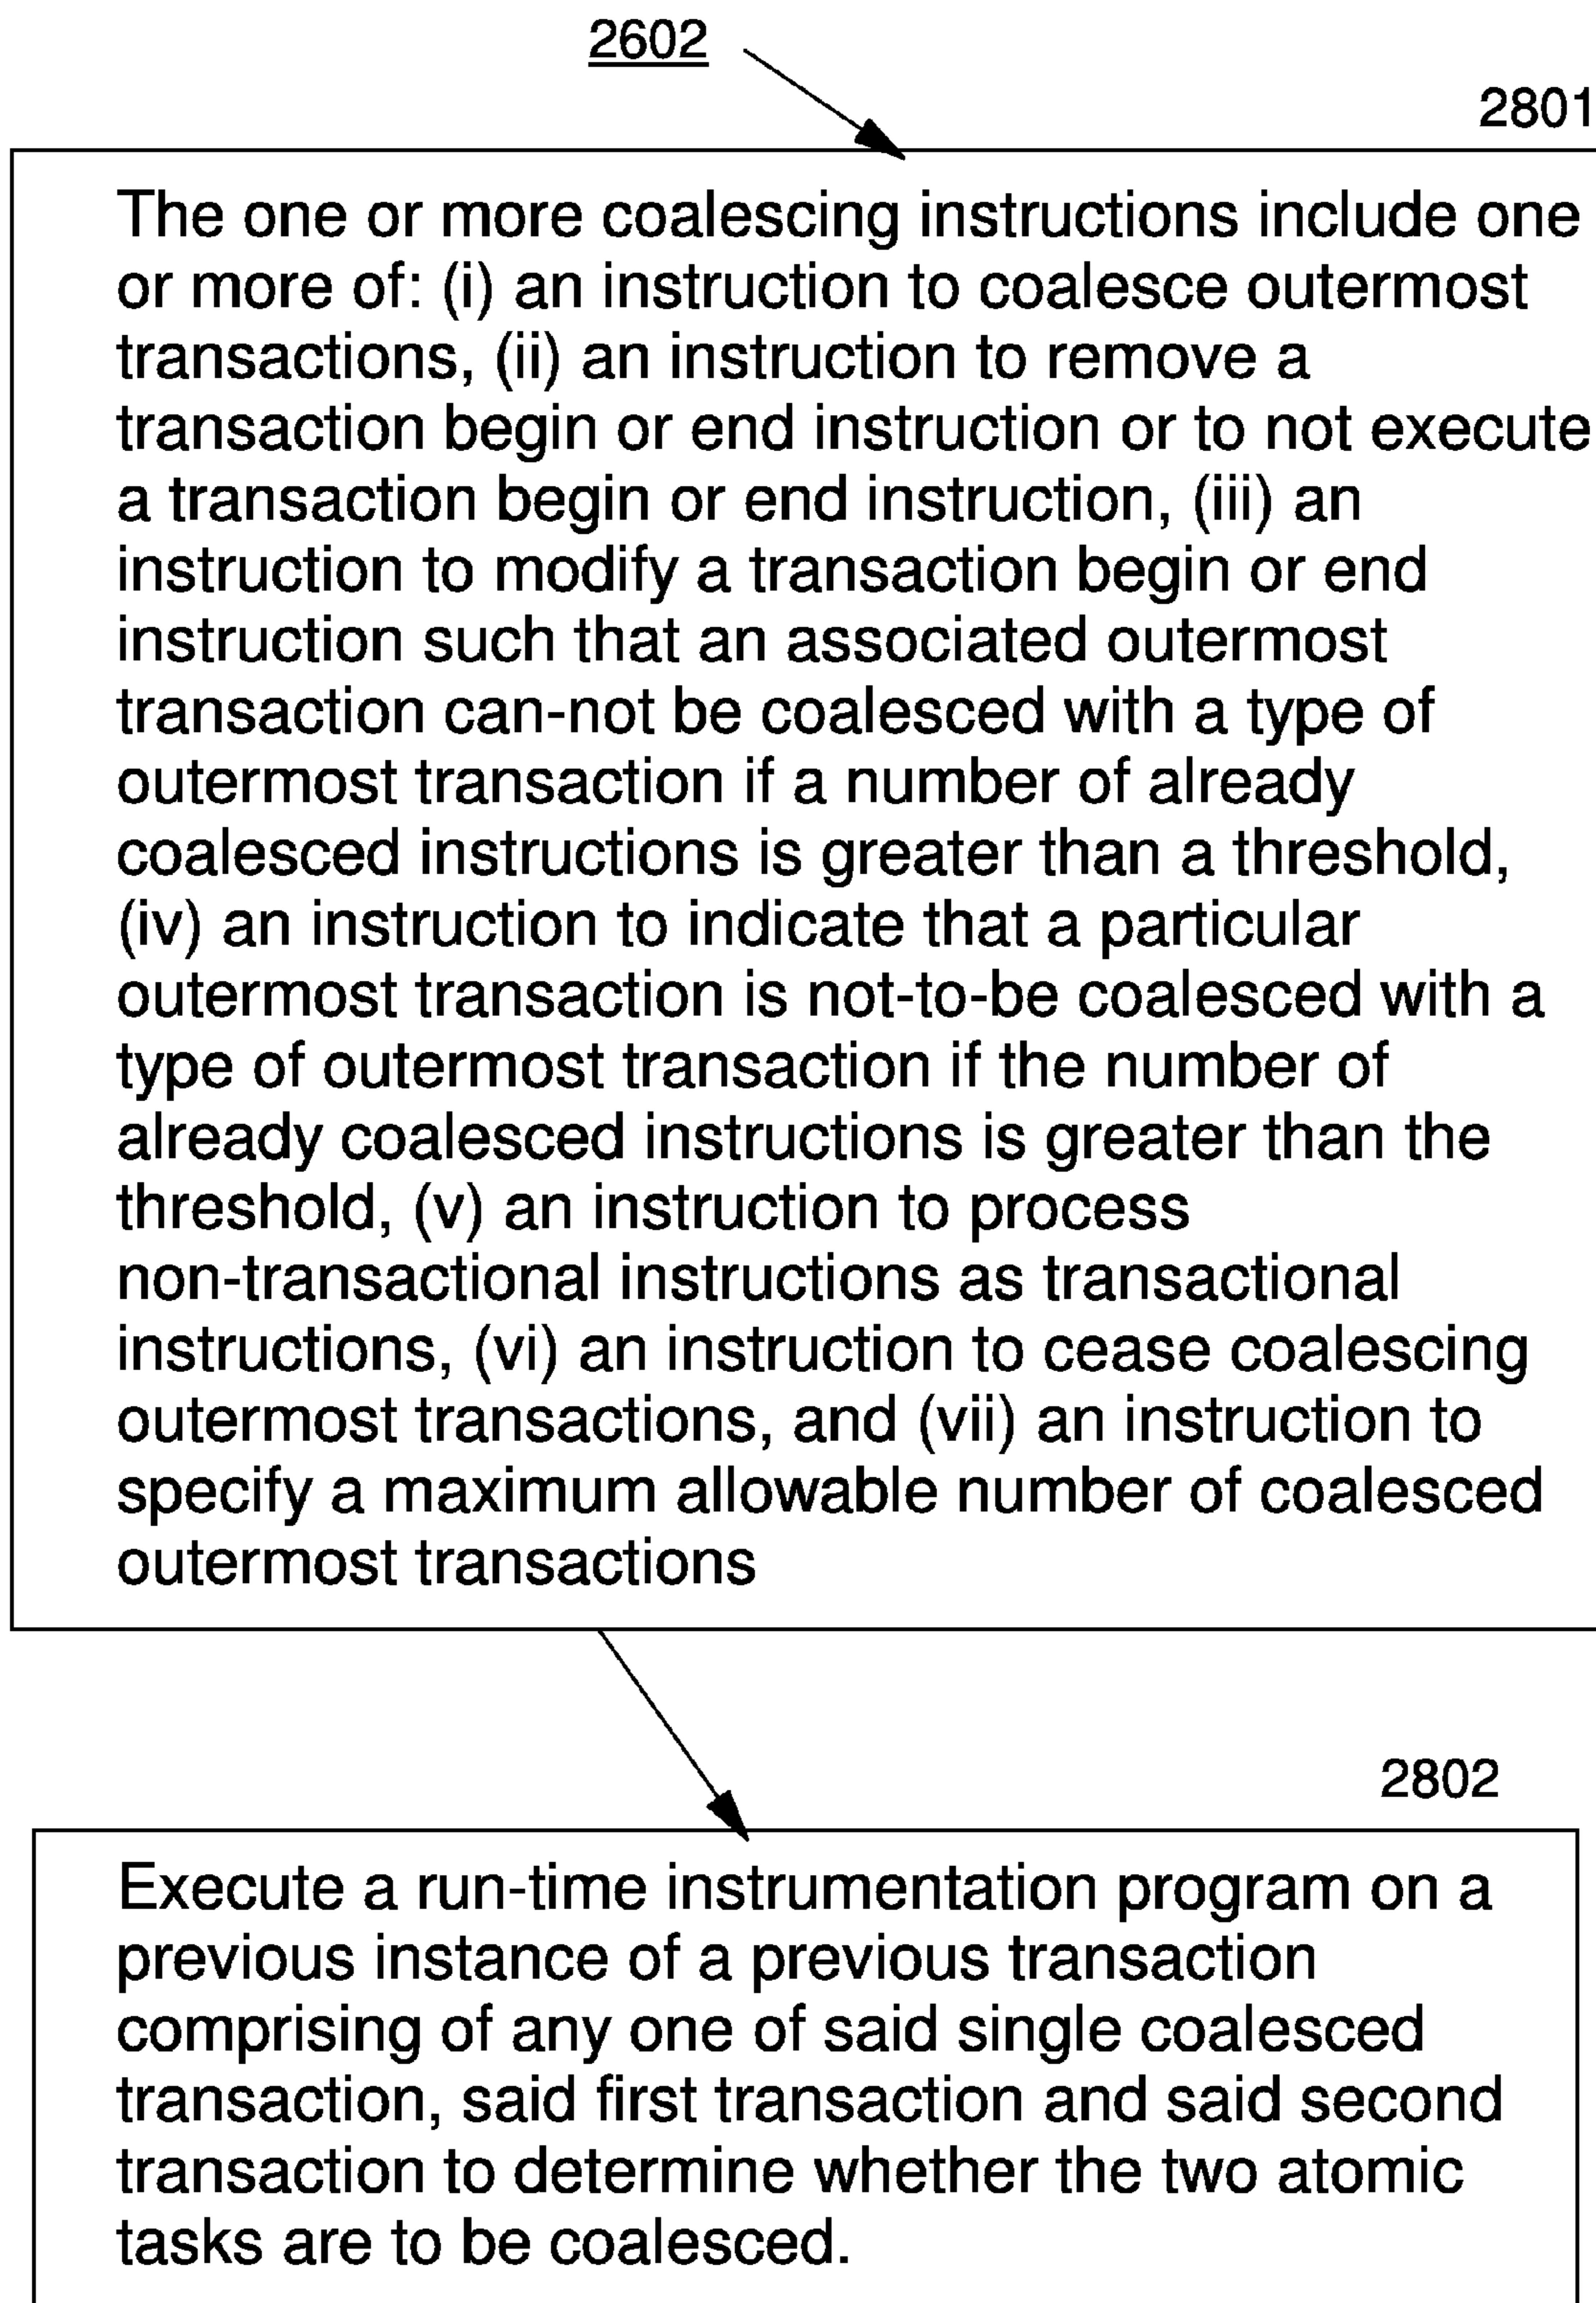 2602
2801
The one or more coalescing instructions include one
or more of: (i) an instruction to coalesce outermost
transactions, (ii) an instruction to remove a
transaction begin or end instruction or to not execute
a transaction begin or end instruction, (iii) an
instruction to modify a transaction begin or end
instruction such that an associated outermost
transaction can-not be coalesced with a type of
outermost transaction if a number of already
coalesced instructions is greater than a threshold,
(iv) an instruction to indicate that a particular
outermost transaction is not-to-be coalesced with a
type of outermost transaction if the number of
already coalesced instructions is greater than the
threshold, (v) an instruction to process
non-transactional instructions as transactional
instructions, (vi) an instruction to cease coalescing
outermost transactions, and (vii) an instruction to
specify a maximum allowable number of coalesced
outermost transactions
2802
Execute a run-time instrumentation program on a
previous instance of a previous transaction
comprising of any one of said single coalesced
transaction, said first transaction and said second
transaction to determine whether the two atomic
tasks are to be coalesced.